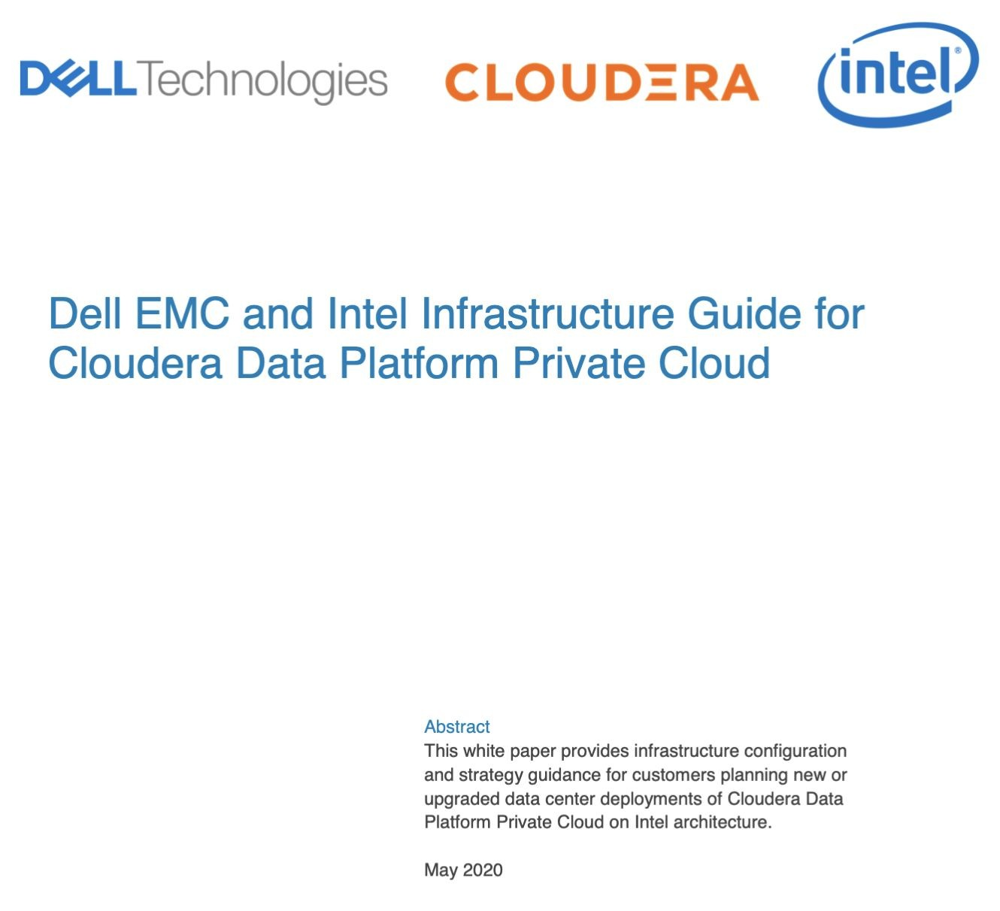 DELL Technologies CLOUDERA intel®
Dell EMC and Intel Infrastructure Guide for
Cloudera Data Platform Private Cloud
Abstract
This white paper provides infrastructure configuration
and strategy guidance for customers planning new or
upgraded data center deployments of Cloudera Data
Platform Private Cloud on Intel architecture.
May 2020